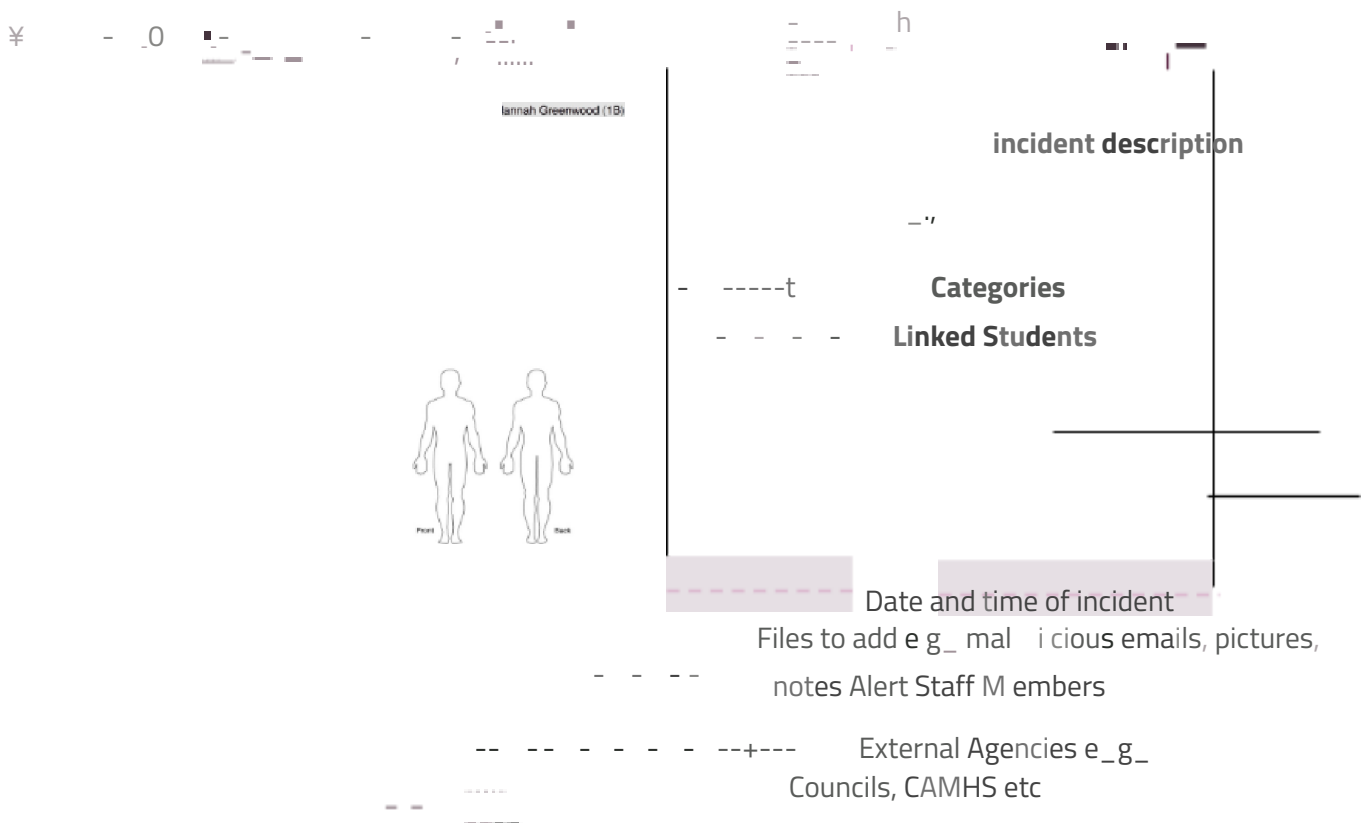 h
lannah Greenwood (1B)
incident description
Categories
Linked Students
Front
Back
Date and time of incident
Files to add e g_ mal i cious emails, pictures,
notes Alert Staff M embers
External Agencies e_g_
Councils, CAMHS etc